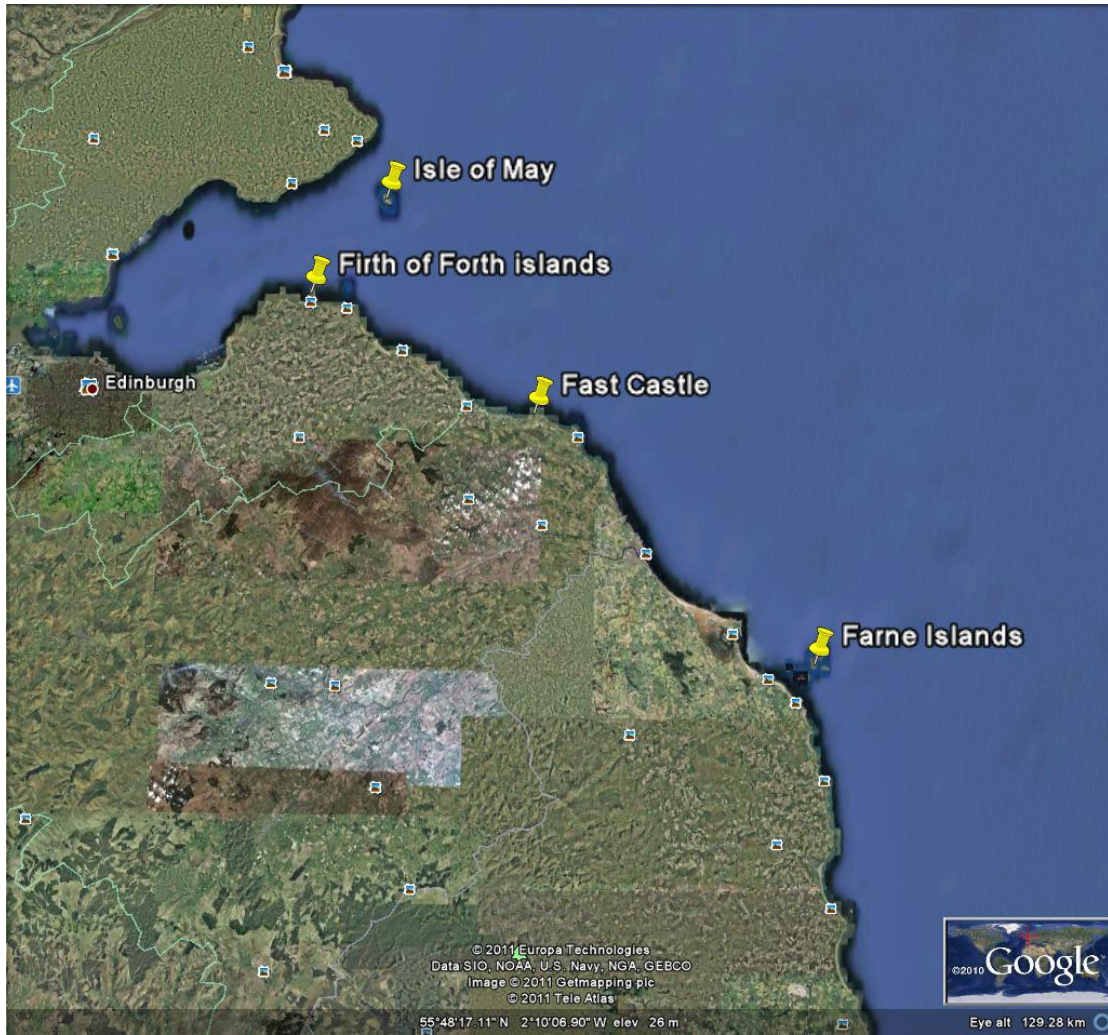 Isle of May
Firth of Forth islands
Edinburgh
Fast Castle
Farne Islands
© 2011 Europa Technologies
Data SIO, NOAA, U.S. Navy, NGA, GEBCO
Image © 2011 Getmapping plc
© 2011 Tele Atlas
©2010 Google
55°48'17.11" N 2°10'06.90" W elev 26 m
Eye alt 129.28 km